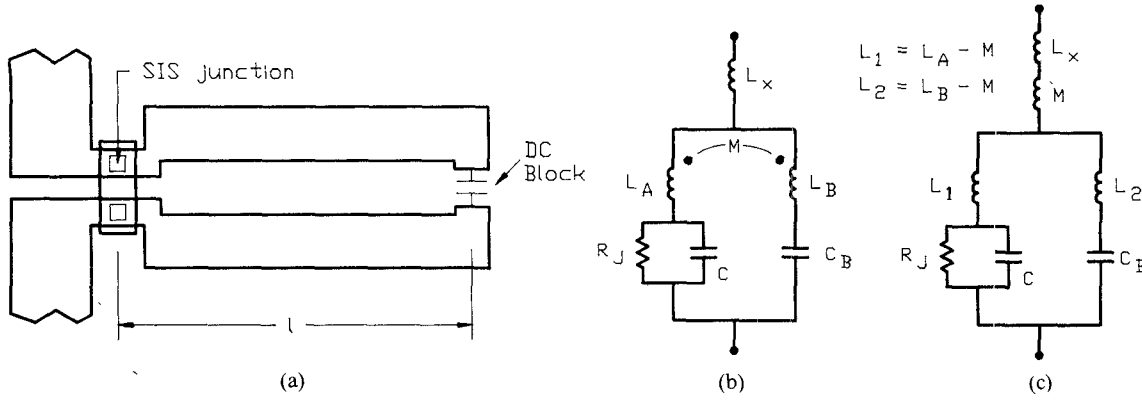 SIS junction
DC
Block
l
(a)
L_x
M
L_A
L_B
R_J
C
C_B
(b)
L_1 = L_A - M
L_2 = L_B - M
L_x
M
L_1
L_2
R_J
C
C_B
(c)